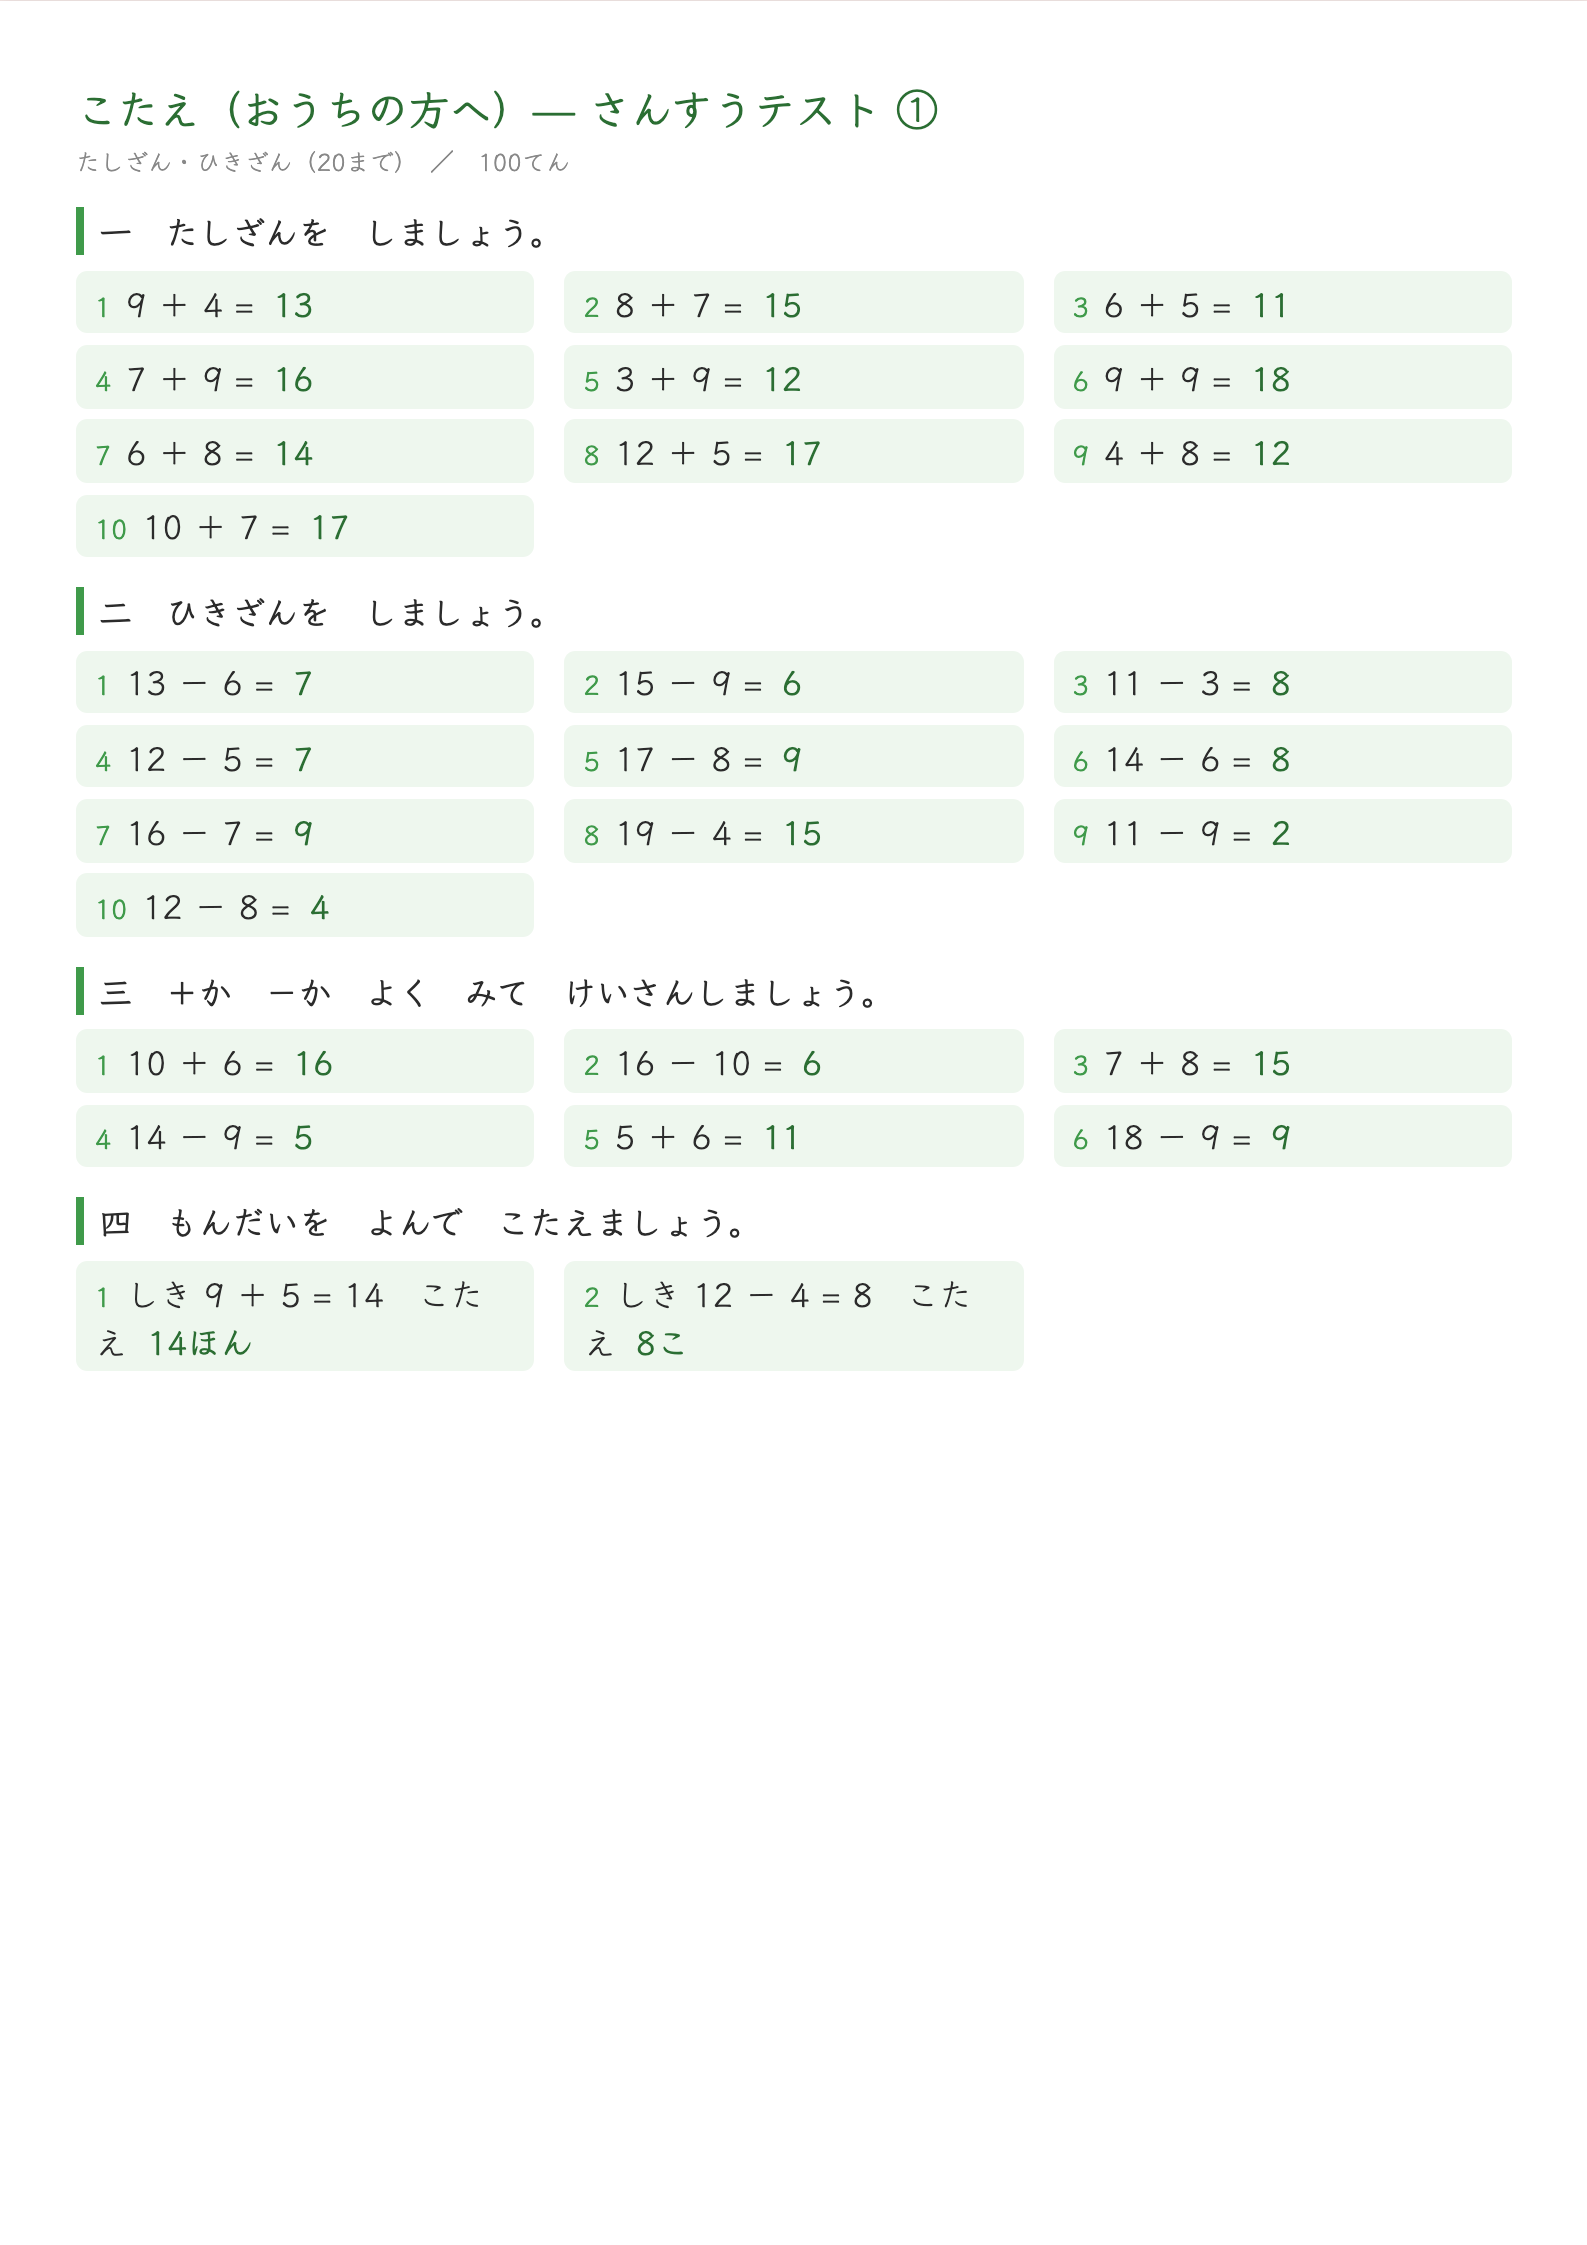 こたえ（おうちの方へ）— さんすうテスト ①
たしざん・ひきざん（20まで）　／　100てん
一　たしざんを　しましょう。
1 9 + 4 = 13
2 8 + 7 = 15
3 6 + 5 = 11
4 7 + 9 = 16
5 3 + 9 = 12
6 9 + 9 = 18
7 6 + 8 = 14
8 12 + 5 = 17
9 4 + 8 = 12
10 10 + 7 = 17
二　ひきざんを　しましょう。
1 13 − 6 = 7
2 15 − 9 = 6
3 11 − 3 = 8
4 12 − 5 = 7
5 17 − 8 = 9
6 14 − 6 = 8
7 16 − 7 = 9
8 19 − 4 = 15
9 11 − 9 = 2
10 12 − 8 = 4
三　＋か　−か　よく　みて　けいさんしましょう。
1 10 + 6 = 16
2 16 − 10 = 6
3 7 + 8 = 15
4 14 − 9 = 5
5 5 + 6 = 11
6 18 − 9 = 9
四　もんだいを　よんで　こたえましょう。
1 しき 9 + 5 = 14　こた
え 14ほん
2 しき 12 − 4 = 8　こた
え 8こ